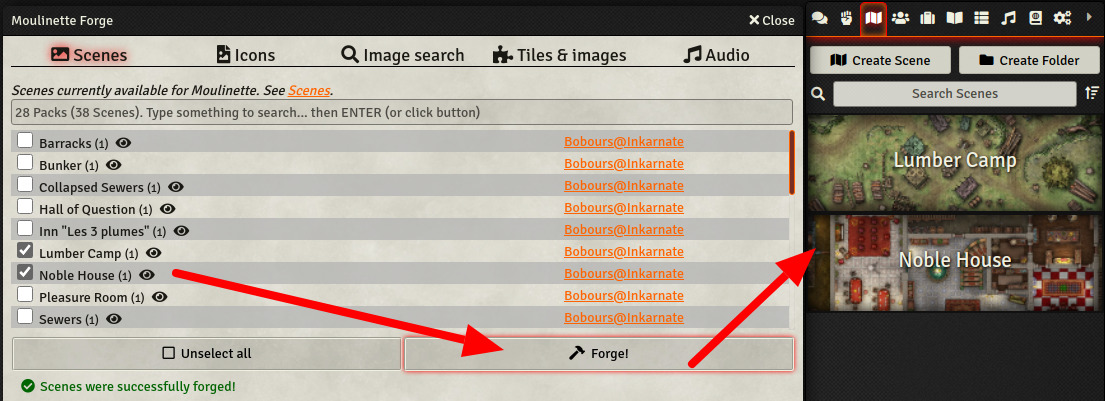 Moulinette Forge
Close
Scenes
Icons
Image search
Tiles & images
Audio
Scenes currently available for Moulinette. See Scenes.
28 Packs (38 Scenes). Type something to search... then ENTER (or click button)
Barracks (1) Bobours@Inkarnate
Bunker (1) Bobours@Inkarnate
Collapsed Sewers (1) Bobours@Inkarnate
Hall of Question (1) Bobours@Inkarnate
Inn "Les 3 plumes" (1) Bobours@Inkarnate
Lumber Camp (1) Bobours@Inkarnate
Noble House (1) Bobours@Inkarnate
Pleasure Room (1) Bobours@Inkarnate
Sewers (1) Bobours@Inkarnate
Unselect all
Forge!
Scenes were successfully forged!
Create Scene
Create Folder
Search Scenes
Lumber Camp
Noble House